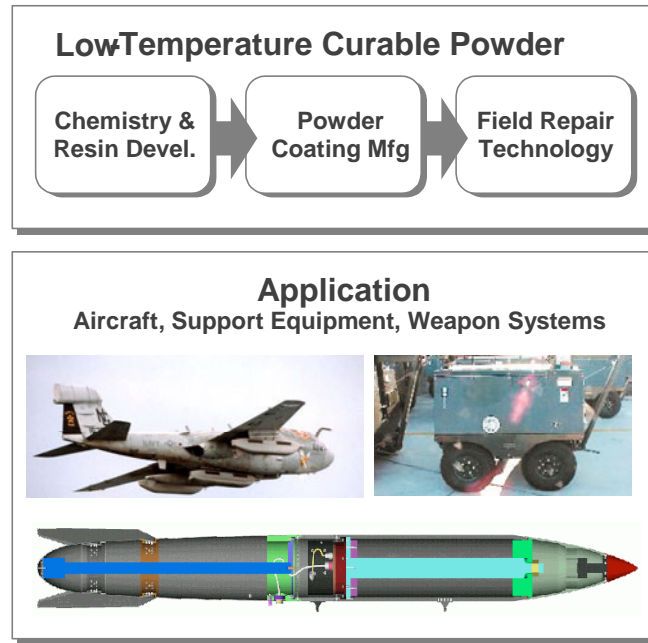 Low-Temperature Curable Powder
Chemistry &
Resin Devel.
Powder
Coating Mfg
Field Repair
Technology
Application
Aircraft, Support Equipment, Weapon Systems